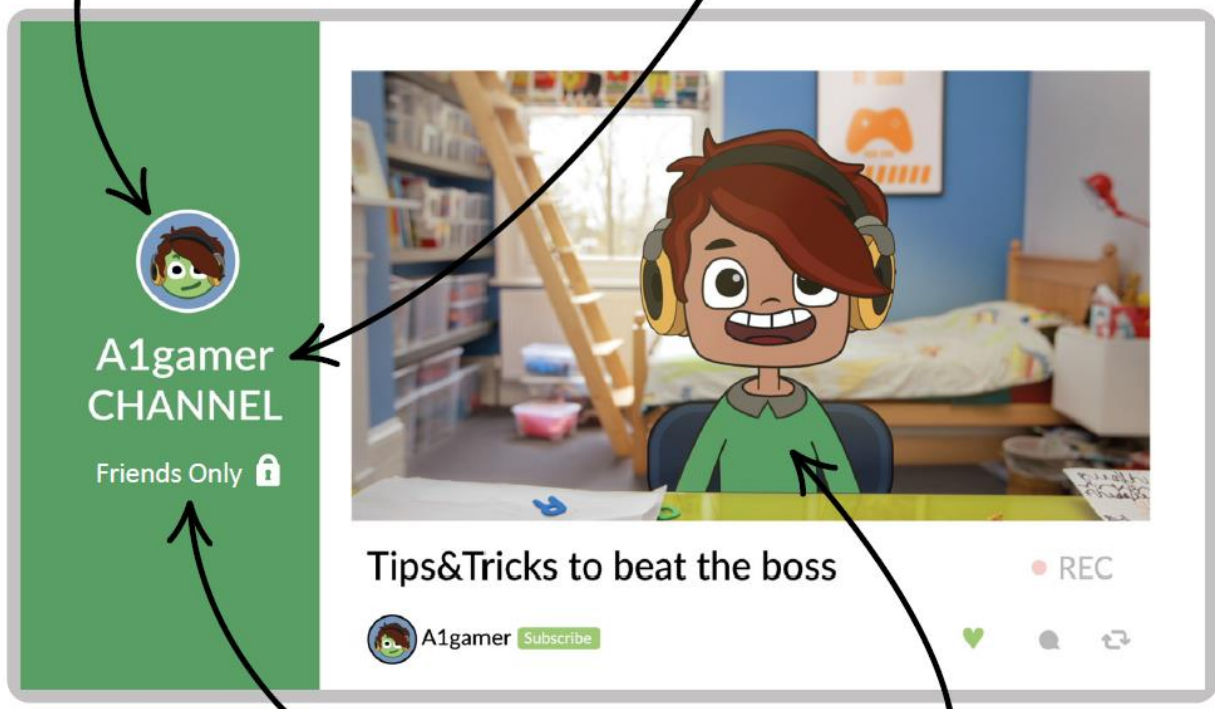 A1gamer
CHANNEL
Friends Only
Tips&Tricks to beat the boss
REC
A1gamer Subscribe